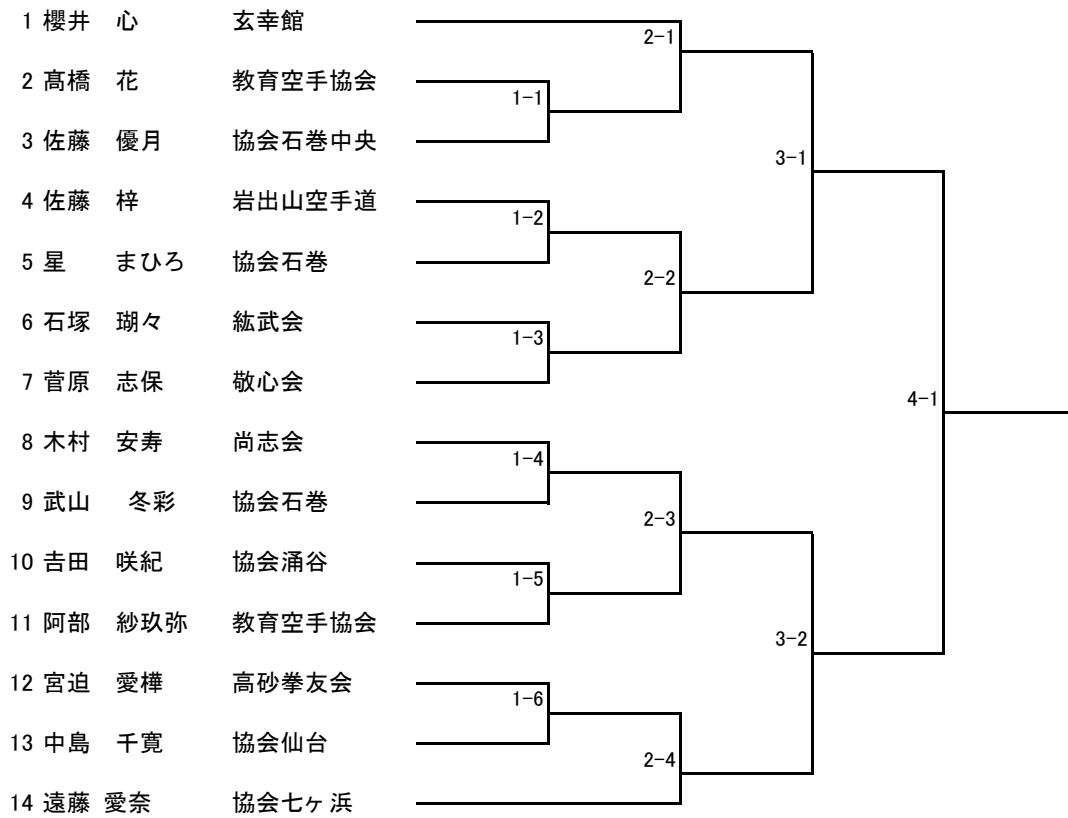 1 櫻井　心　玄幸館
2-1
2 髙橋　花　教育空手協会
1-1
3 佐藤　優月　協会石巻中央
3-1
4 佐藤　梓　岩出山空手道
1-2
5 星　まひろ　協会石巻
2-2
6 石塚　瑚々　紘武会
1-3
7 菅原　志保　敬心会
4-1
8 木村　安寿　尚志会
1-4
9 武山　冬彩　協会石巻
2-3
10 𠮷田　咲紀　協会涌谷
1-5
11 阿部　紗玖弥　教育空手協会
3-2
12 宮迫　愛樺　高砂拳友会
1-6
13 中島　千寛　協会仙台
2-4
14 遠藤 愛奈　協会七ヶ浜